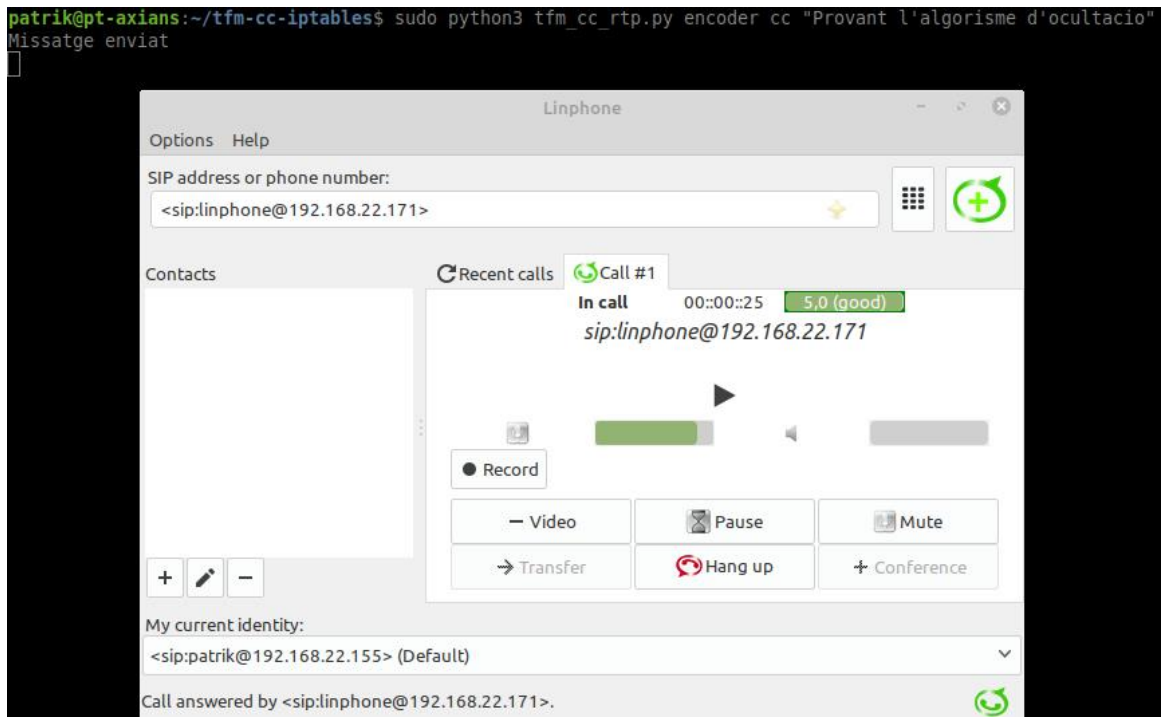 patrik@pt-axians:~/tfm-cc-iptables$ sudo python3 tfm_cc_rtp.py encoder cc "Provant l'algorisme d'ocultacio"
Missatge enviat
Linphone
Options Help
SIP address or phone number:
<sip:linphone@192.168.22.171>
Contacts
Recent calls Call #1
In call 00::00::25 5,0 (good)
sip:linphone@192.168.22.171
Record
Video Pause Mute
Transfer Hang up Conference
My current identity:
<sip:patrik@192.168.22.155> (Default)
Call answered by <sip:linphone@192.168.22.171>.